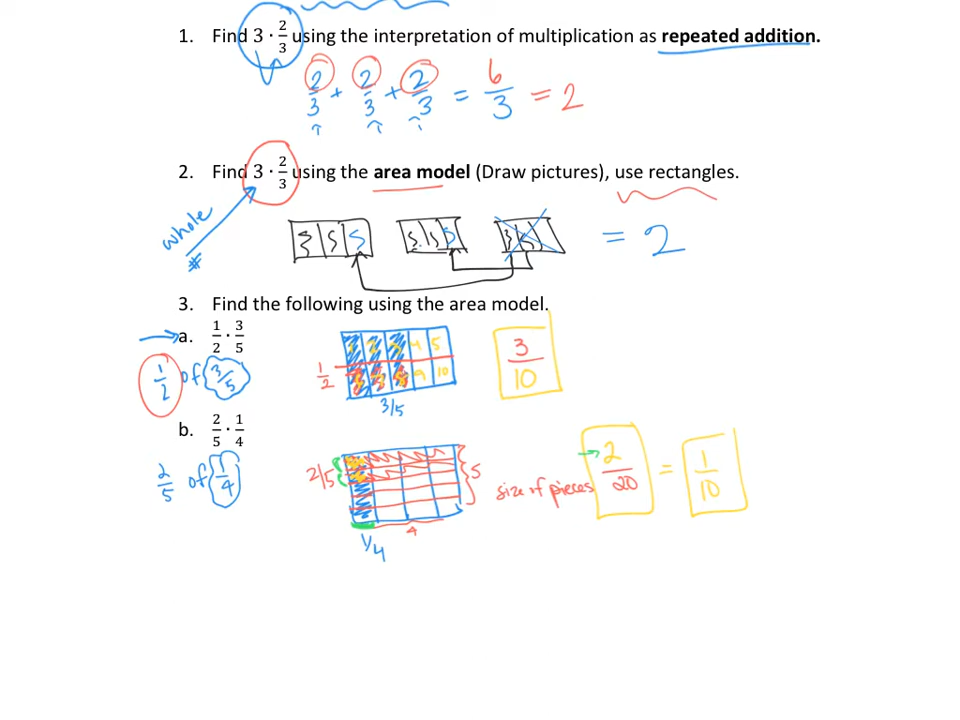 1. Find 3 · 2/3 using the interpretation of multiplication as repeated addition.
2/3 + 2/3 + 2/3 = 6/3 = 2
2. Find 3 · 2/3 using the area model (Draw pictures), use rectangles.
whole #
= 2
3. Find the following using the area model.
a. 1/2 · 3/5
1/2 of 3/5
1/2
4 5
9 10
3/5
3/10
b. 2/5 · 1/4
2/5 of 1/4
2/5
5
size of pieces
2/20 = 1/10
4
1/4